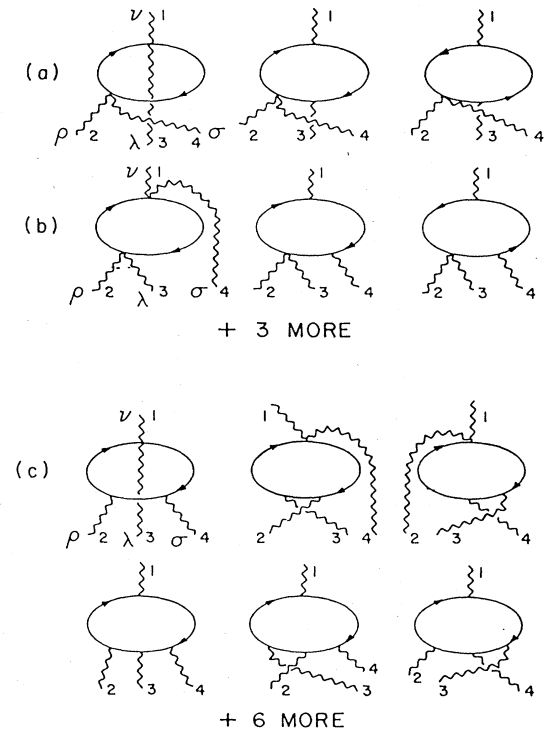 ν 1 1 1
(a)
ρ 2 λ 3 4 σ 2 3 4 2 3 4
ν 1 1 1
(b)
ρ 2 λ 3 σ 4 2 3 4 2 3 4
+ 3 MORE
ν 1 1 1
(c)
ρ 2 λ 3 σ 4 2 3 4 2 3 4
1 1 1
2 3 4 2 3 4 2 3 4
+ 6 MORE